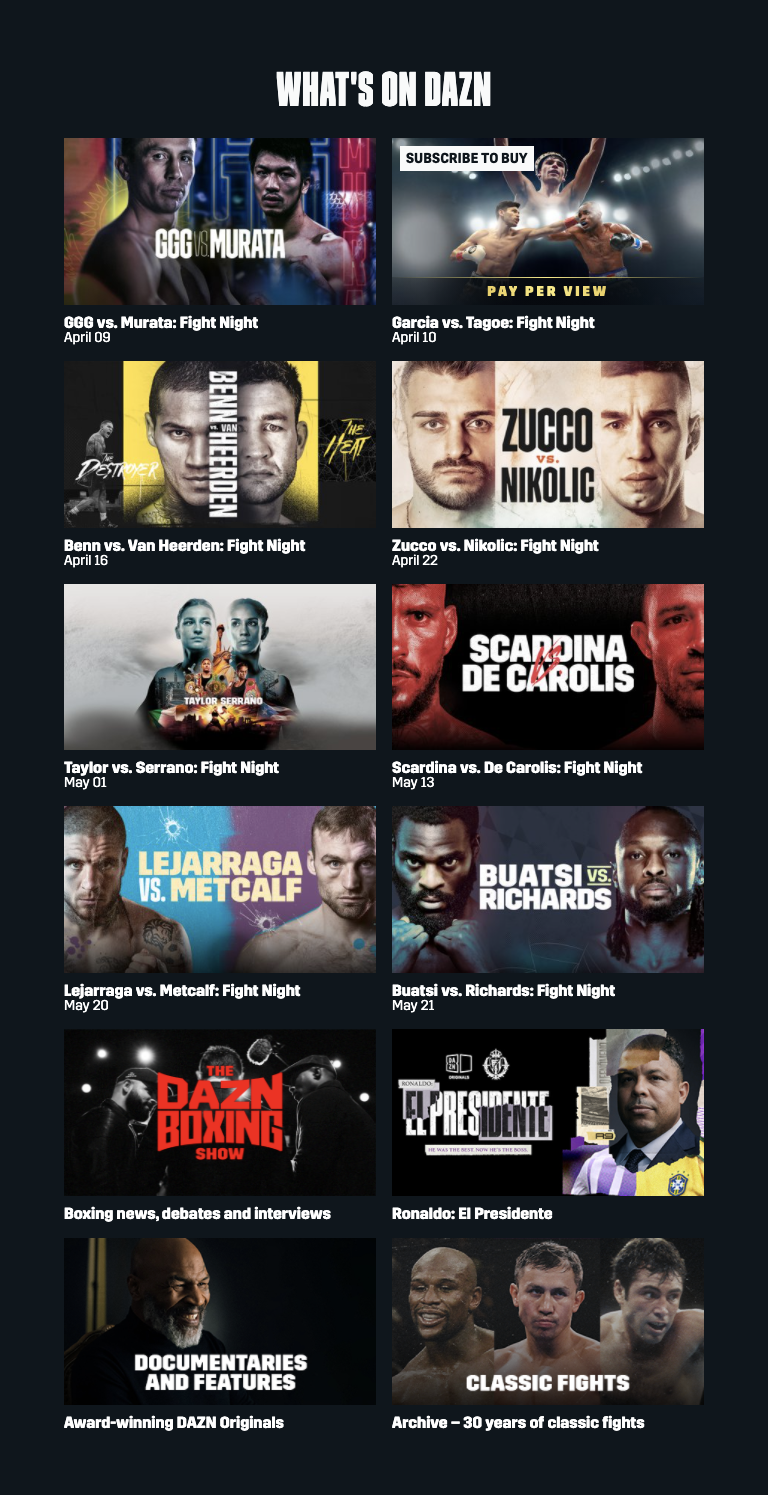 WHAT'S ON DAZN
GGG VS. MURATA
SUBSCRIBE TO BUY
PAY PER VIEW
GGG vs. Murata: Fight Night
April 09
Garcia vs. Tagoe: Fight Night
April 10
THE DESTROYER
BENN VS. VAN HEERDEN
THE HEAT
ZUCCO
VS.
NIKOLIC
Benn vs. Van Heerden: Fight Night
April 16
Zucco vs. Nikolic: Fight Night
April 22
TAYLOR SERRANO
SCARDINA
VS
DE CAROLIS
Taylor vs. Serrano: Fight Night
May 01
Scardina vs. De Carolis: Fight Night
May 13
LEJARRAGA
VS. METCALF
BUATSI VS.
RICHARDS
Lejarraga vs. Metcalf: Fight Night
May 20
Buatsi vs. Richards: Fight Night
May 21
THE
DAZN
BOXING
SHOW
DAZN
ORIGINALS
RONALDO:
EL PRESIDENTE
HE WAS THE BEST. NOW HE'S THE BOSS.
R9
Boxing news, debates and interviews
Ronaldo: El Presidente
DOCUMENTARIES
AND FEATURES
CLASSIC FIGHTS
Award-winning DAZN Originals
Archive – 30 years of classic fights